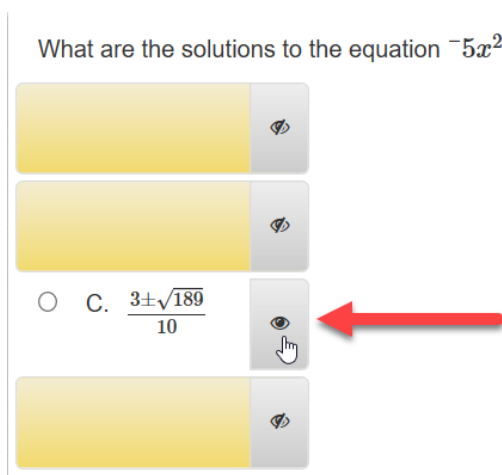 What are the solutions to the equation ⁻5x²
C. 3±√189
10